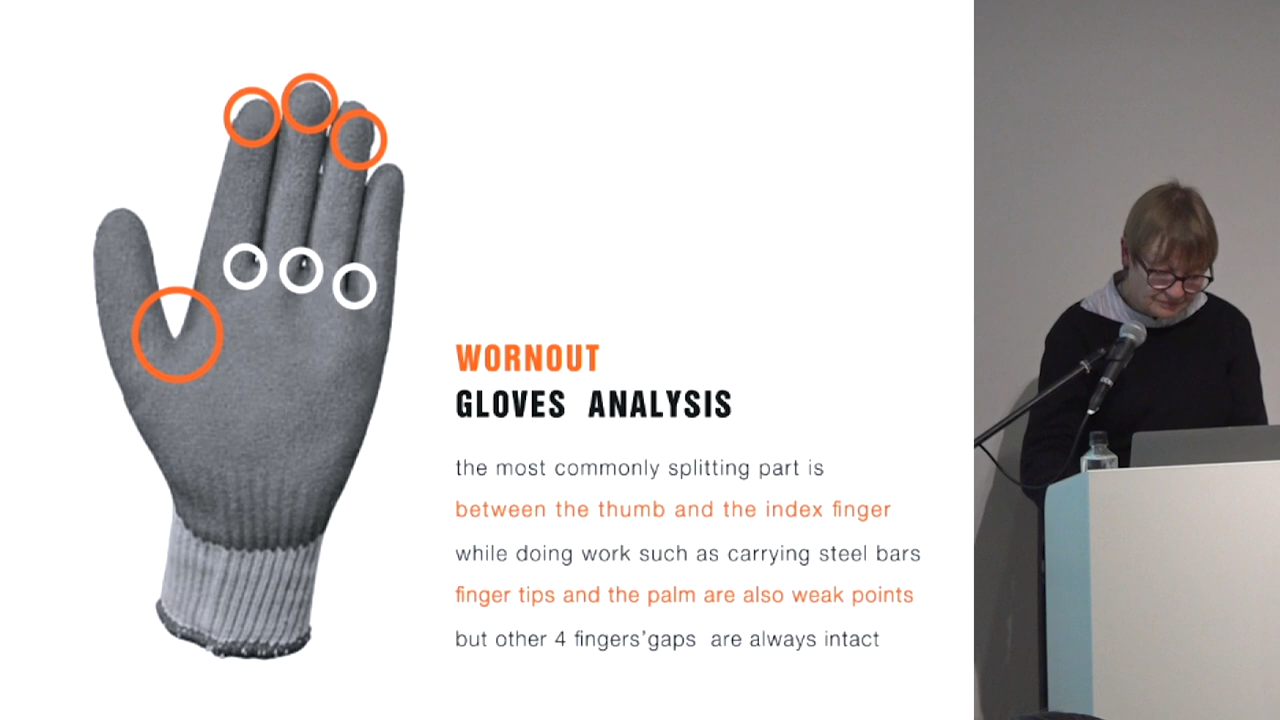 WORNOUT
GLOVES ANALYSIS
the most commonly splitting part is
between the thumb and the index finger
while doing work such as carrying steel bars
finger tips and the palm are also weak points
but other 4 fingers'gaps are always intact